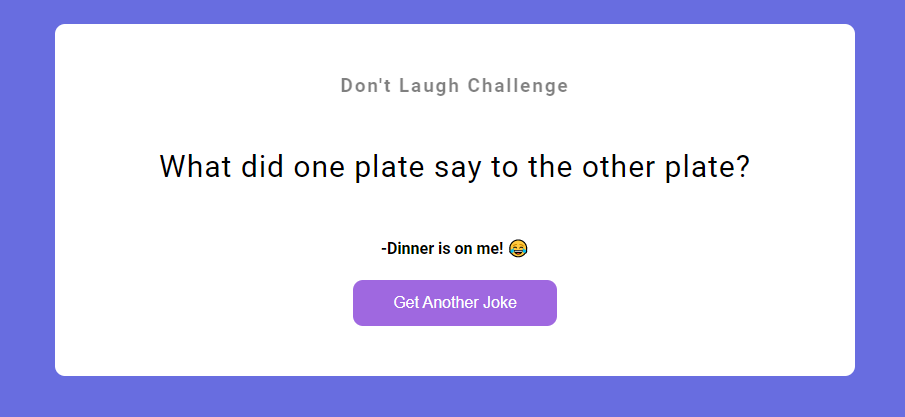 Don't Laugh Challenge
What did one plate say to the other plate?
-Dinner is on me! 😂
Get Another Joke